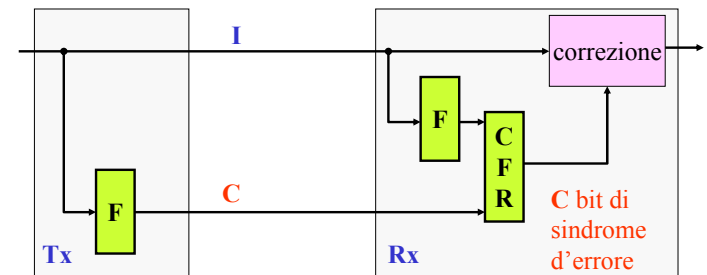 I
correzione
F
C
F
R
F
C
C bit di
sindrome
d'errore
Tx
Rx